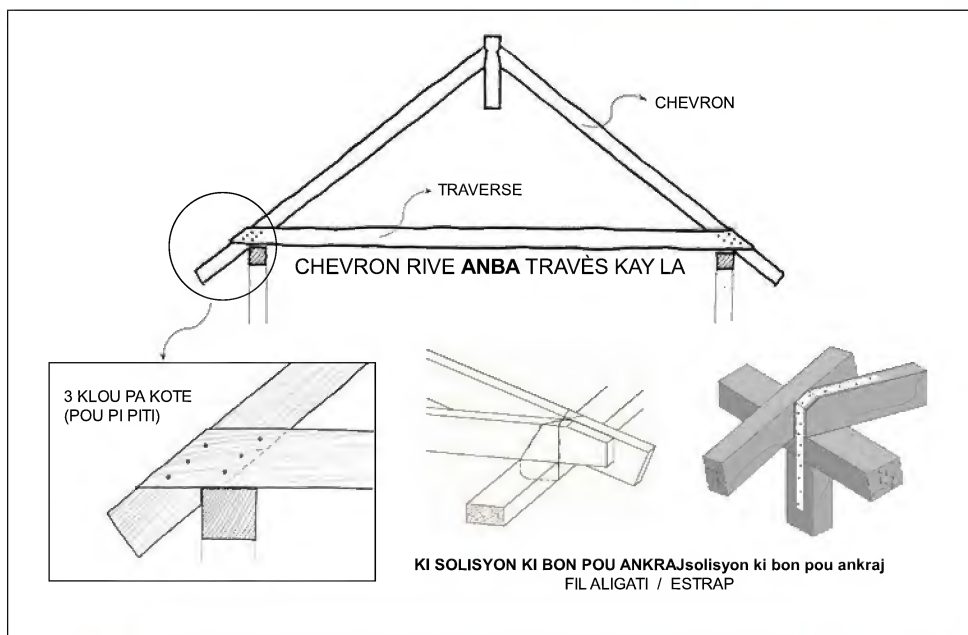 CHEVRON
TRAVERSE
CHEVRON RIVE ANBA TRAVÈS KAY LA
3 KLOU PA KOTE
(POU PI PITI)
KI SOLISYON KI BON POU ANKRAJsolisyon ki bon pou ankraj
FIL ALIGATI / ESTRAP